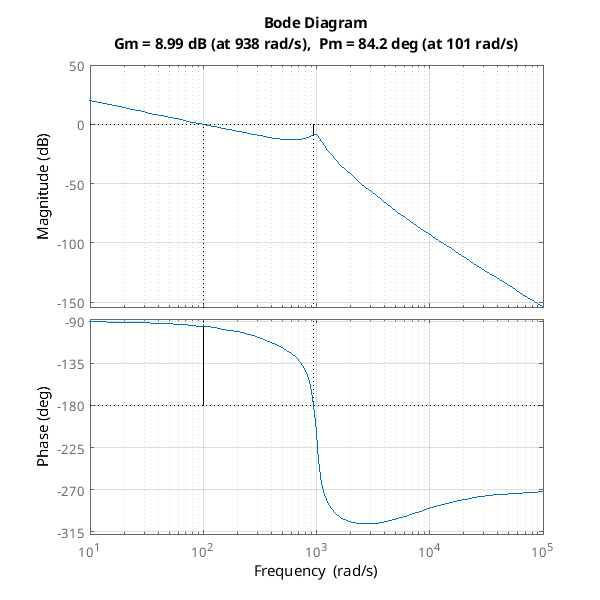 Bode Diagram
Gm = 8.99 dB (at 938 rad/s),  Pm = 84.2 deg (at 101 rad/s)
Magnitude (dB)
50
0
-50
-100
-150
Phase (deg)
-90
-135
-180
-225
-270
-315
10^1 10^2 10^3 10^4 10^5
Frequency  (rad/s)